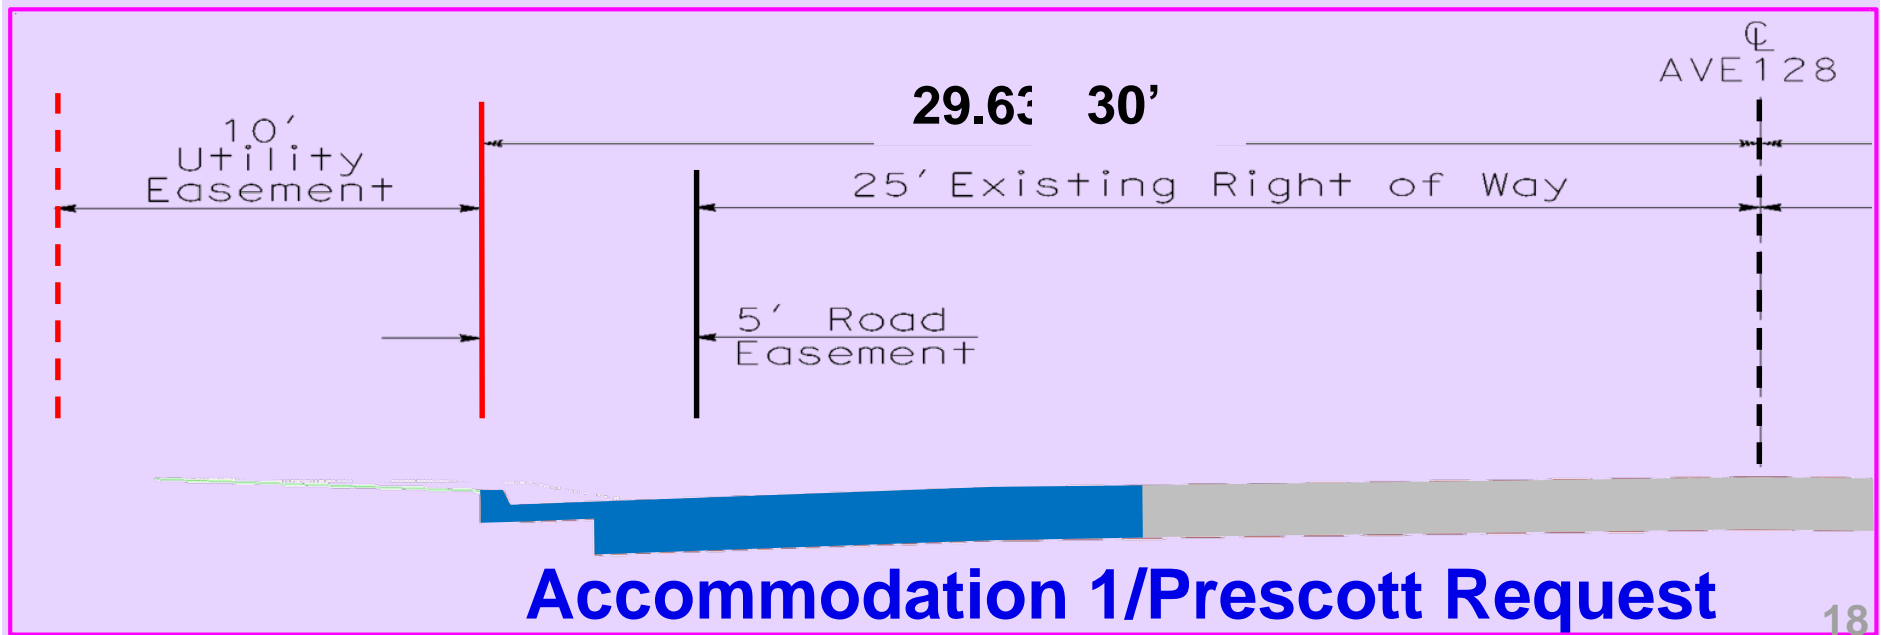 ℄
AVE128
29.63 30’
10′
Utility
Easement
25′ Existing Right of Way
5′ Road
Easement
Accommodation 1/Prescott Request
18